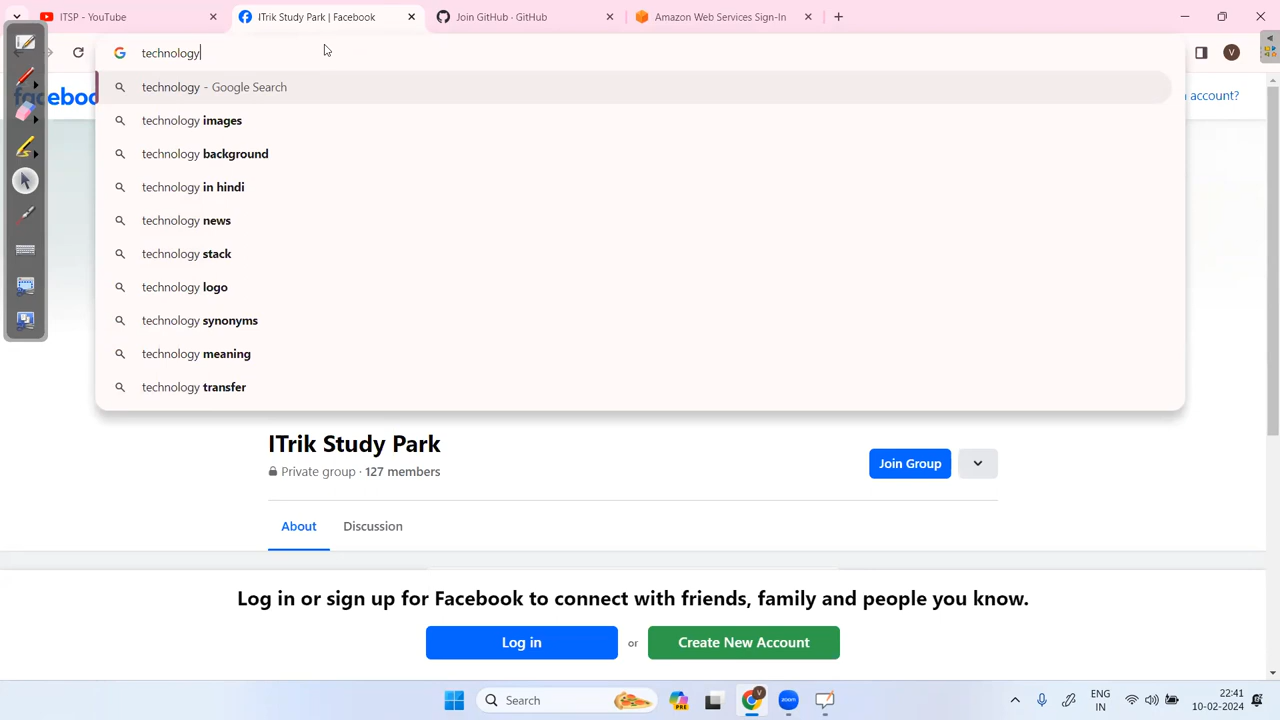 ITSP - YouTube
ITrik Study Park | Facebook
Join GitHub · GitHub
Amazon Web Services Sign-In
technology
V
technology - Google Search
faceboo
account?
technology images
technology background
technology in hindi
technology news
technology stack
technology logo
technology synonyms
technology meaning
technology transfer
ITrik Study Park
Private group · 127 members
Join Group
About
Discussion
Log in or sign up for Facebook to connect with friends, family and people you know.
Log in
or
Create New Account
Search
PRE
V
zoom
ENG
IN
22:41
10-02-2024